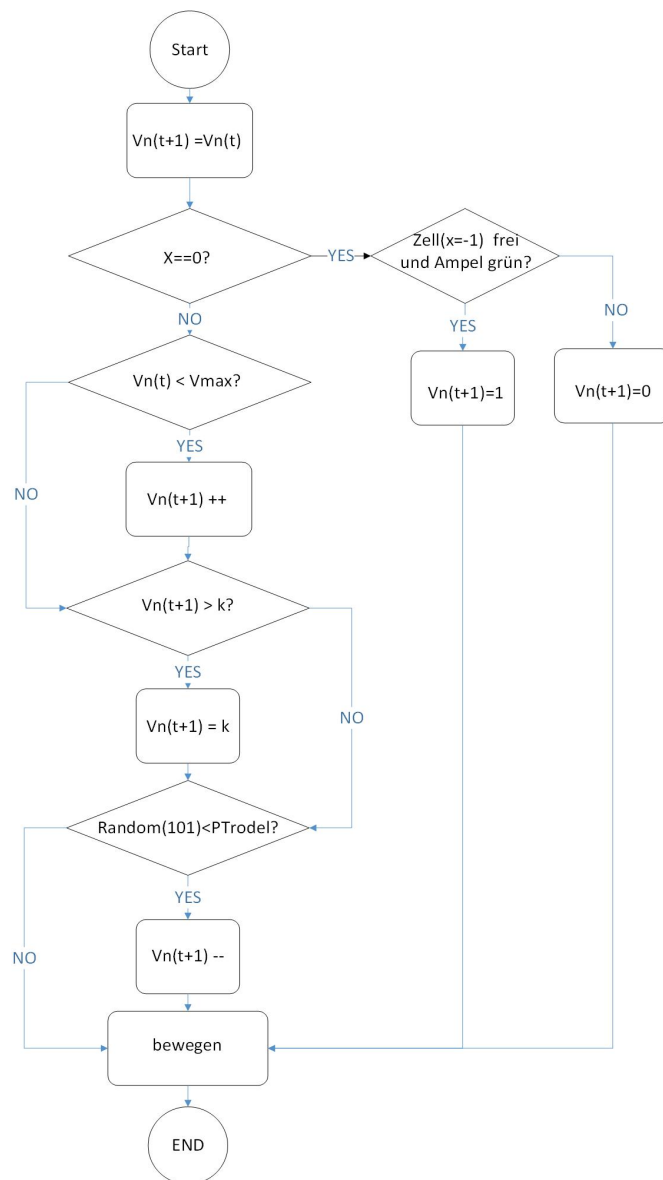 Start
Vn(t+1) =Vn(t)
X==0?
YES
Zell(x=-1) frei
und Ampel grün?
NO
YES
NO
Vn(t) < Vmax?
Vn(t+1)=1
Vn(t+1)=0
YES
NO
Vn(t+1) ++
Vn(t+1) > k?
YES
NO
Vn(t+1) = k
Random(101)<PTrodel?
YES
NO
Vn(t+1) --
bewegen
END